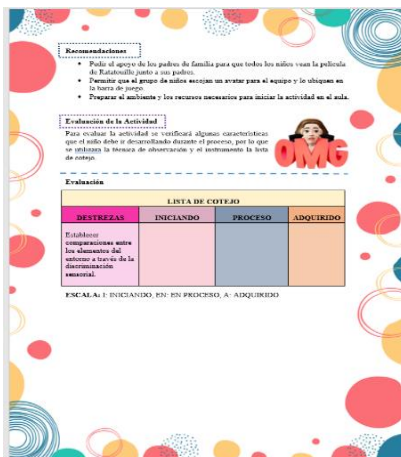 Recomendaciones
• Pedir el apoyo de los padres de familia para que todos los niños vean la película
de Ratatouille junto a sus padres.
• Permitir que el grupo de niños escojan un avatar para el equipo y lo ubiquen en
la barra de juego.
• Preparar el ambiente y los recursos necesarios para iniciar la actividad en el aula.
Evaluación de la Actividad
Para evaluar la actividad se verificará algunas características
que el niño debe ir desarrollando durante el proceso, por lo que
se utilizara la técnica de observación y el instrumento la lista
de cotejo.
OMG
Evaluación
LISTA DE COTEJO
DESTREZAS INICIANDO PROCESO ADQUIRIDO
Establecer
comparaciones entre
los elementos del
entorno a través de la
discriminación
sensorial.
ESCALA: I: INICIANDO, EN: EN PROCESO, A: ADQUIRIDO